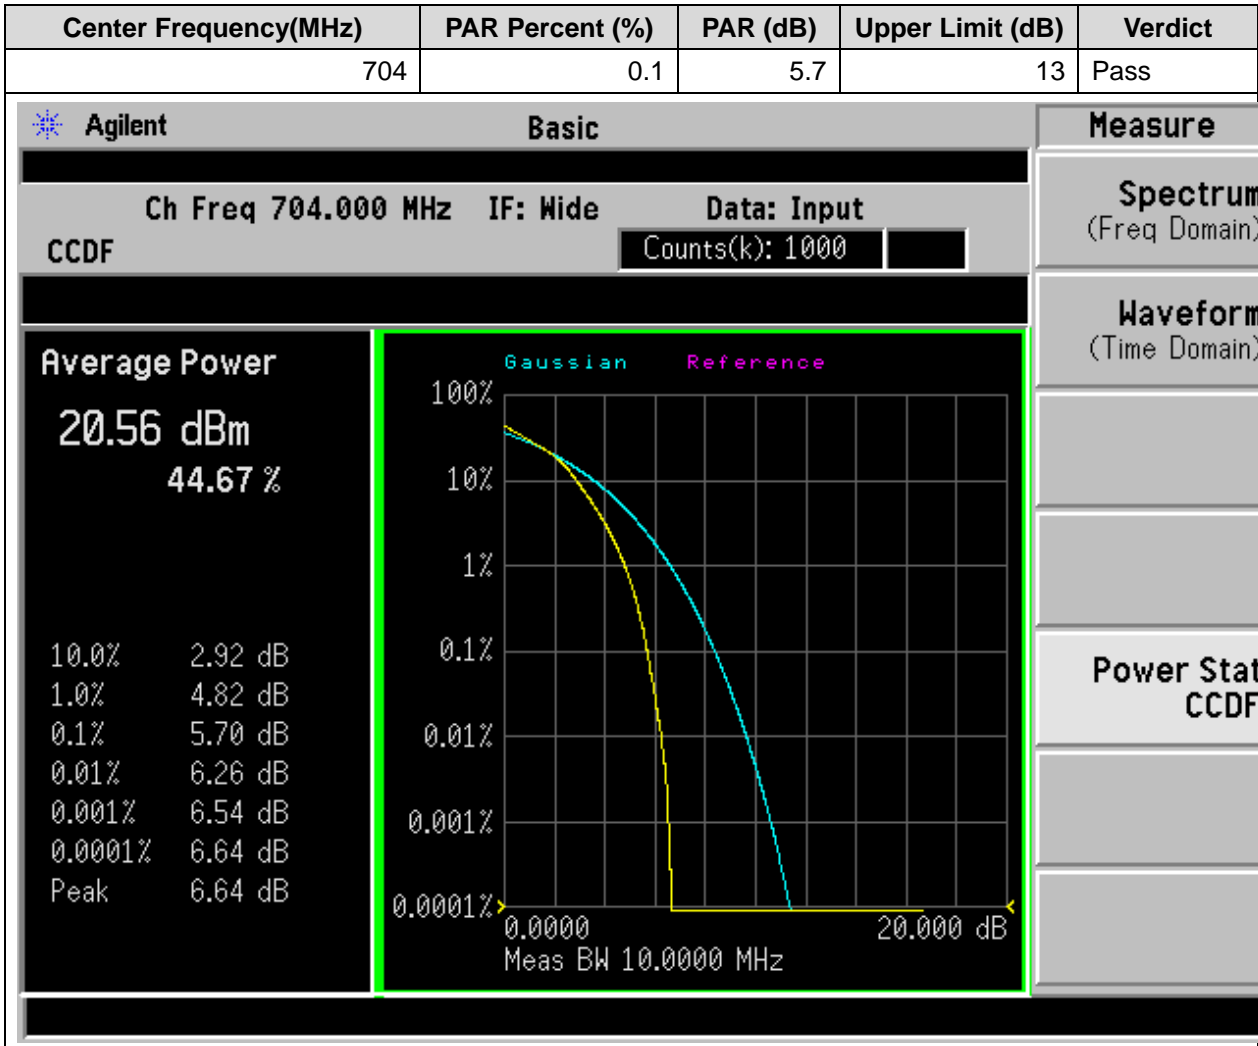 Center Frequency(MHz) PAR Percent (%) PAR (dB) Upper Limit (dB) Verdict
704 0.1 5.7 13 Pass
Agilent Basic Measure
Ch Freq 704.000 MHz IF: Wide Data: Input
CCDF Counts(k): 1000
Spectrum
(Freq Domain)
Waveform
(Time Domain)
Power Stat
CCDF
Average Power
20.56 dBm
44.67 %
10.0% 2.92 dB
1.0% 4.82 dB
0.1% 5.70 dB
0.01% 6.26 dB
0.001% 6.54 dB
0.0001% 6.64 dB
Peak 6.64 dB
Gaussian Reference
100%
10%
1%
0.1%
0.01%
0.001%
0.0001%
0.0000 20.000 dB
Meas BW 10.0000 MHz